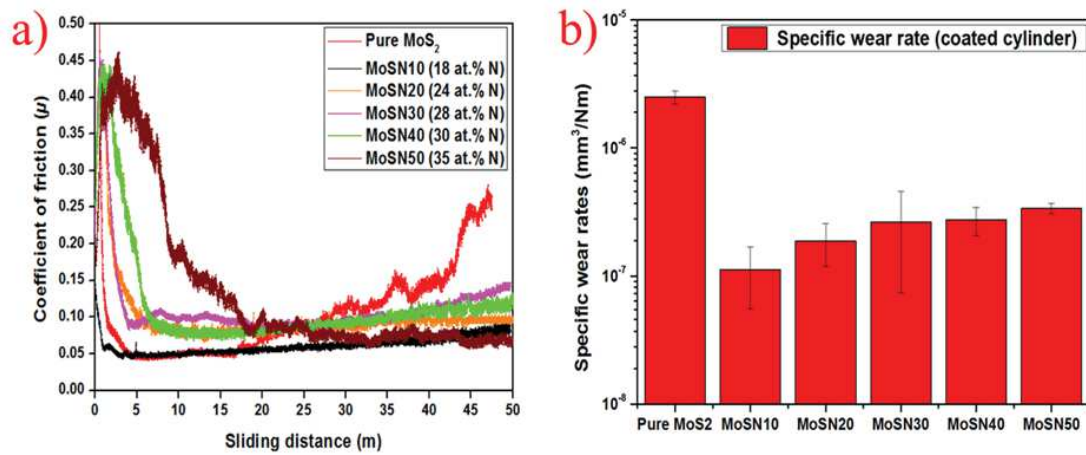 a)
0.50
0.45
0.40
0.35
0.30
0.25
0.20
0.15
0.10
0.05
0.00
Coefficient of friction (μ)
Pure MoS2
MoSN10 (18 at.% N)
MoSN20 (24 at.% N)
MoSN30 (28 at.% N)
MoSN40 (30 at.% N)
MoSN50 (35 at.% N)
0 5 10 15 20 25 30 35 40 45 50
Sliding distance (m)
b)
10-5
10-6
10-7
10-8
Specific wear rates (mm3/Nm)
Specific wear rate (coated cylinder)
Pure MoS2 MoSN10 MoSN20 MoSN30 MoSN40 MoSN50